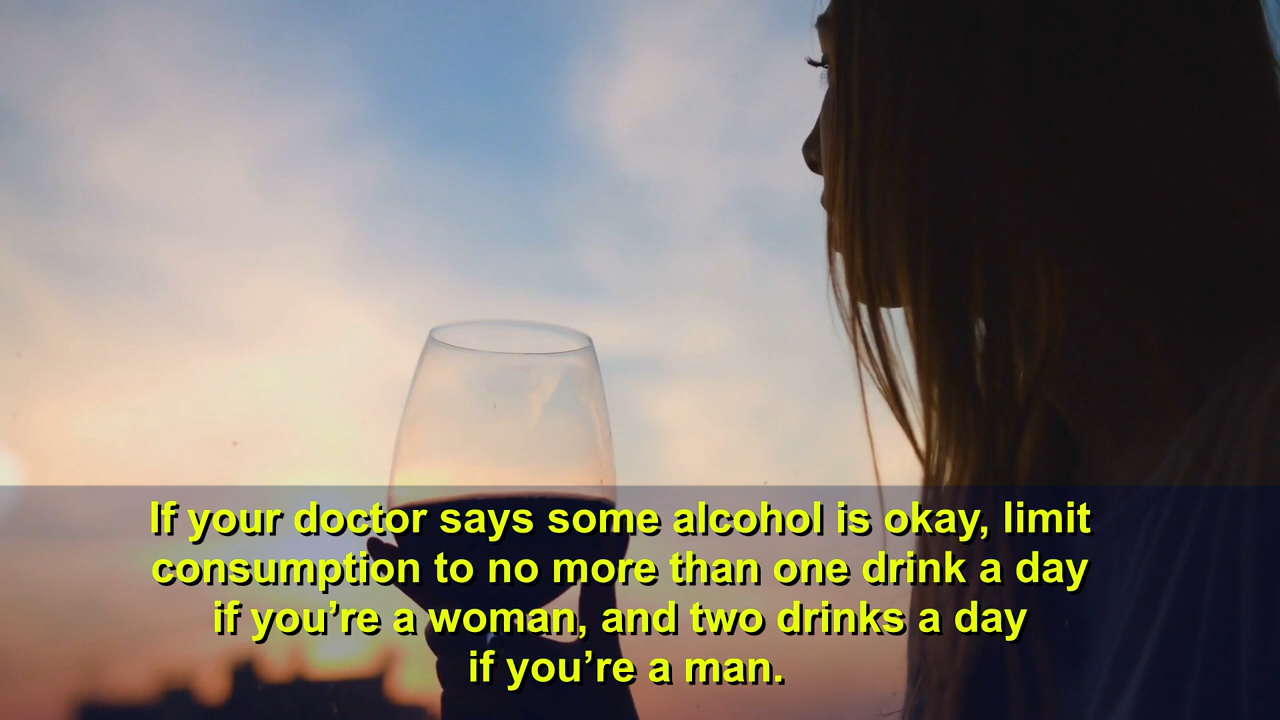 If your doctor says some alcohol is okay, limit
consumption to no more than one drink a day
if you’re a woman, and two drinks a day
if you’re a man.